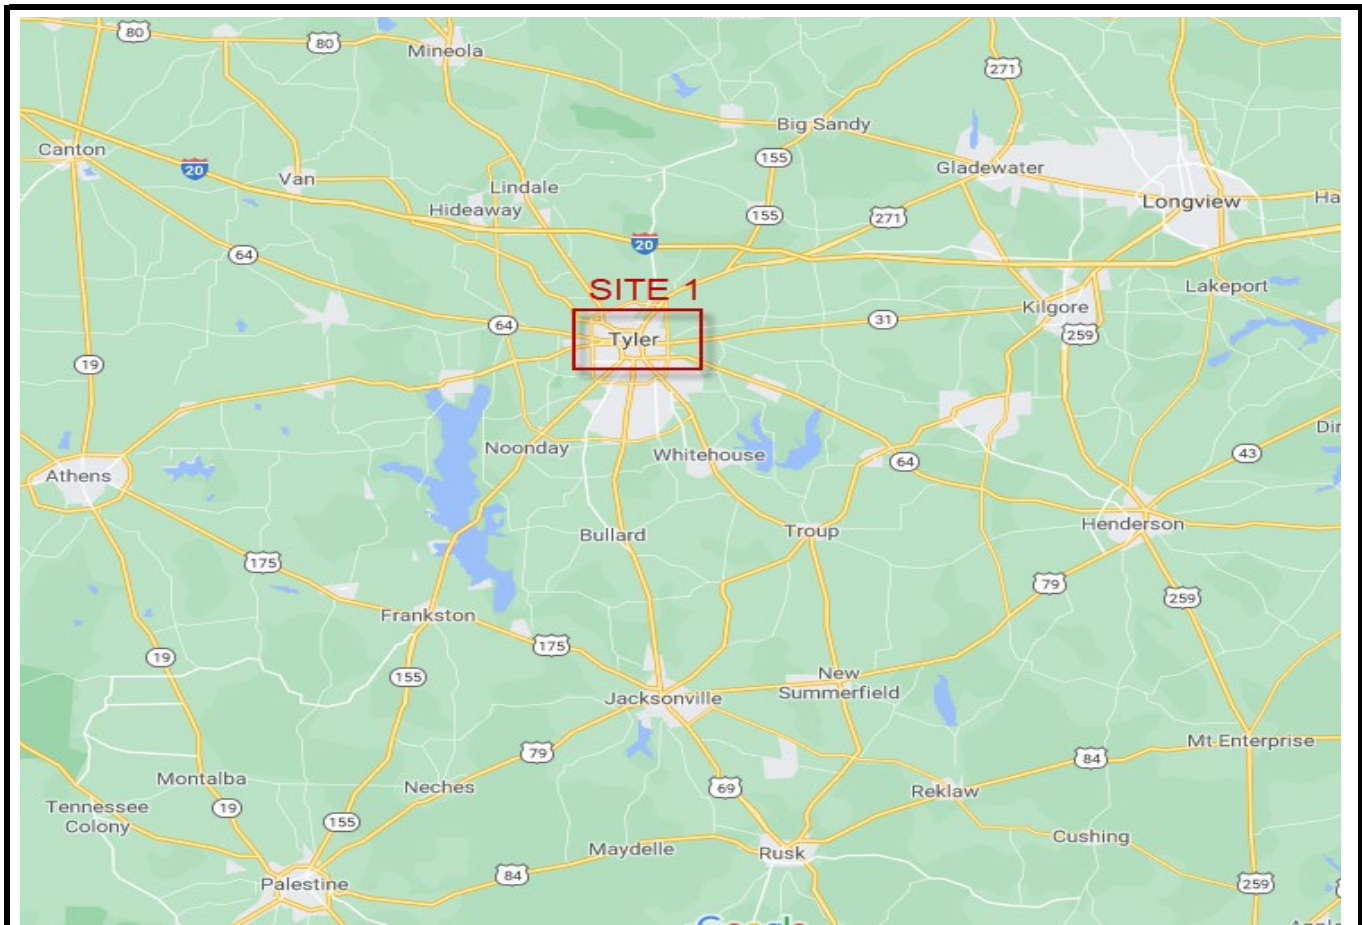 80
80
Mineola
271
Big Sandy
Canton
155
20
Van
Gladewater
Lindale
Hideaway
Longview
Ha
155
271
64
20
SITE 1
Lakeport
Kilgore
64
31
Tyler
259
19
Dir
Noonday
Whitehouse
43
64
Athens
Henderson
Bullard
Troup
175
79
259
Frankston
175
19
155
New
Summerfield
Jacksonville
Mt Enterprise
79
84
Montalba
69
Neches
Reklaw
Tennessee
Colony
19
155
Cushing
Maydelle
Rusk
84
Palestine
259
Google